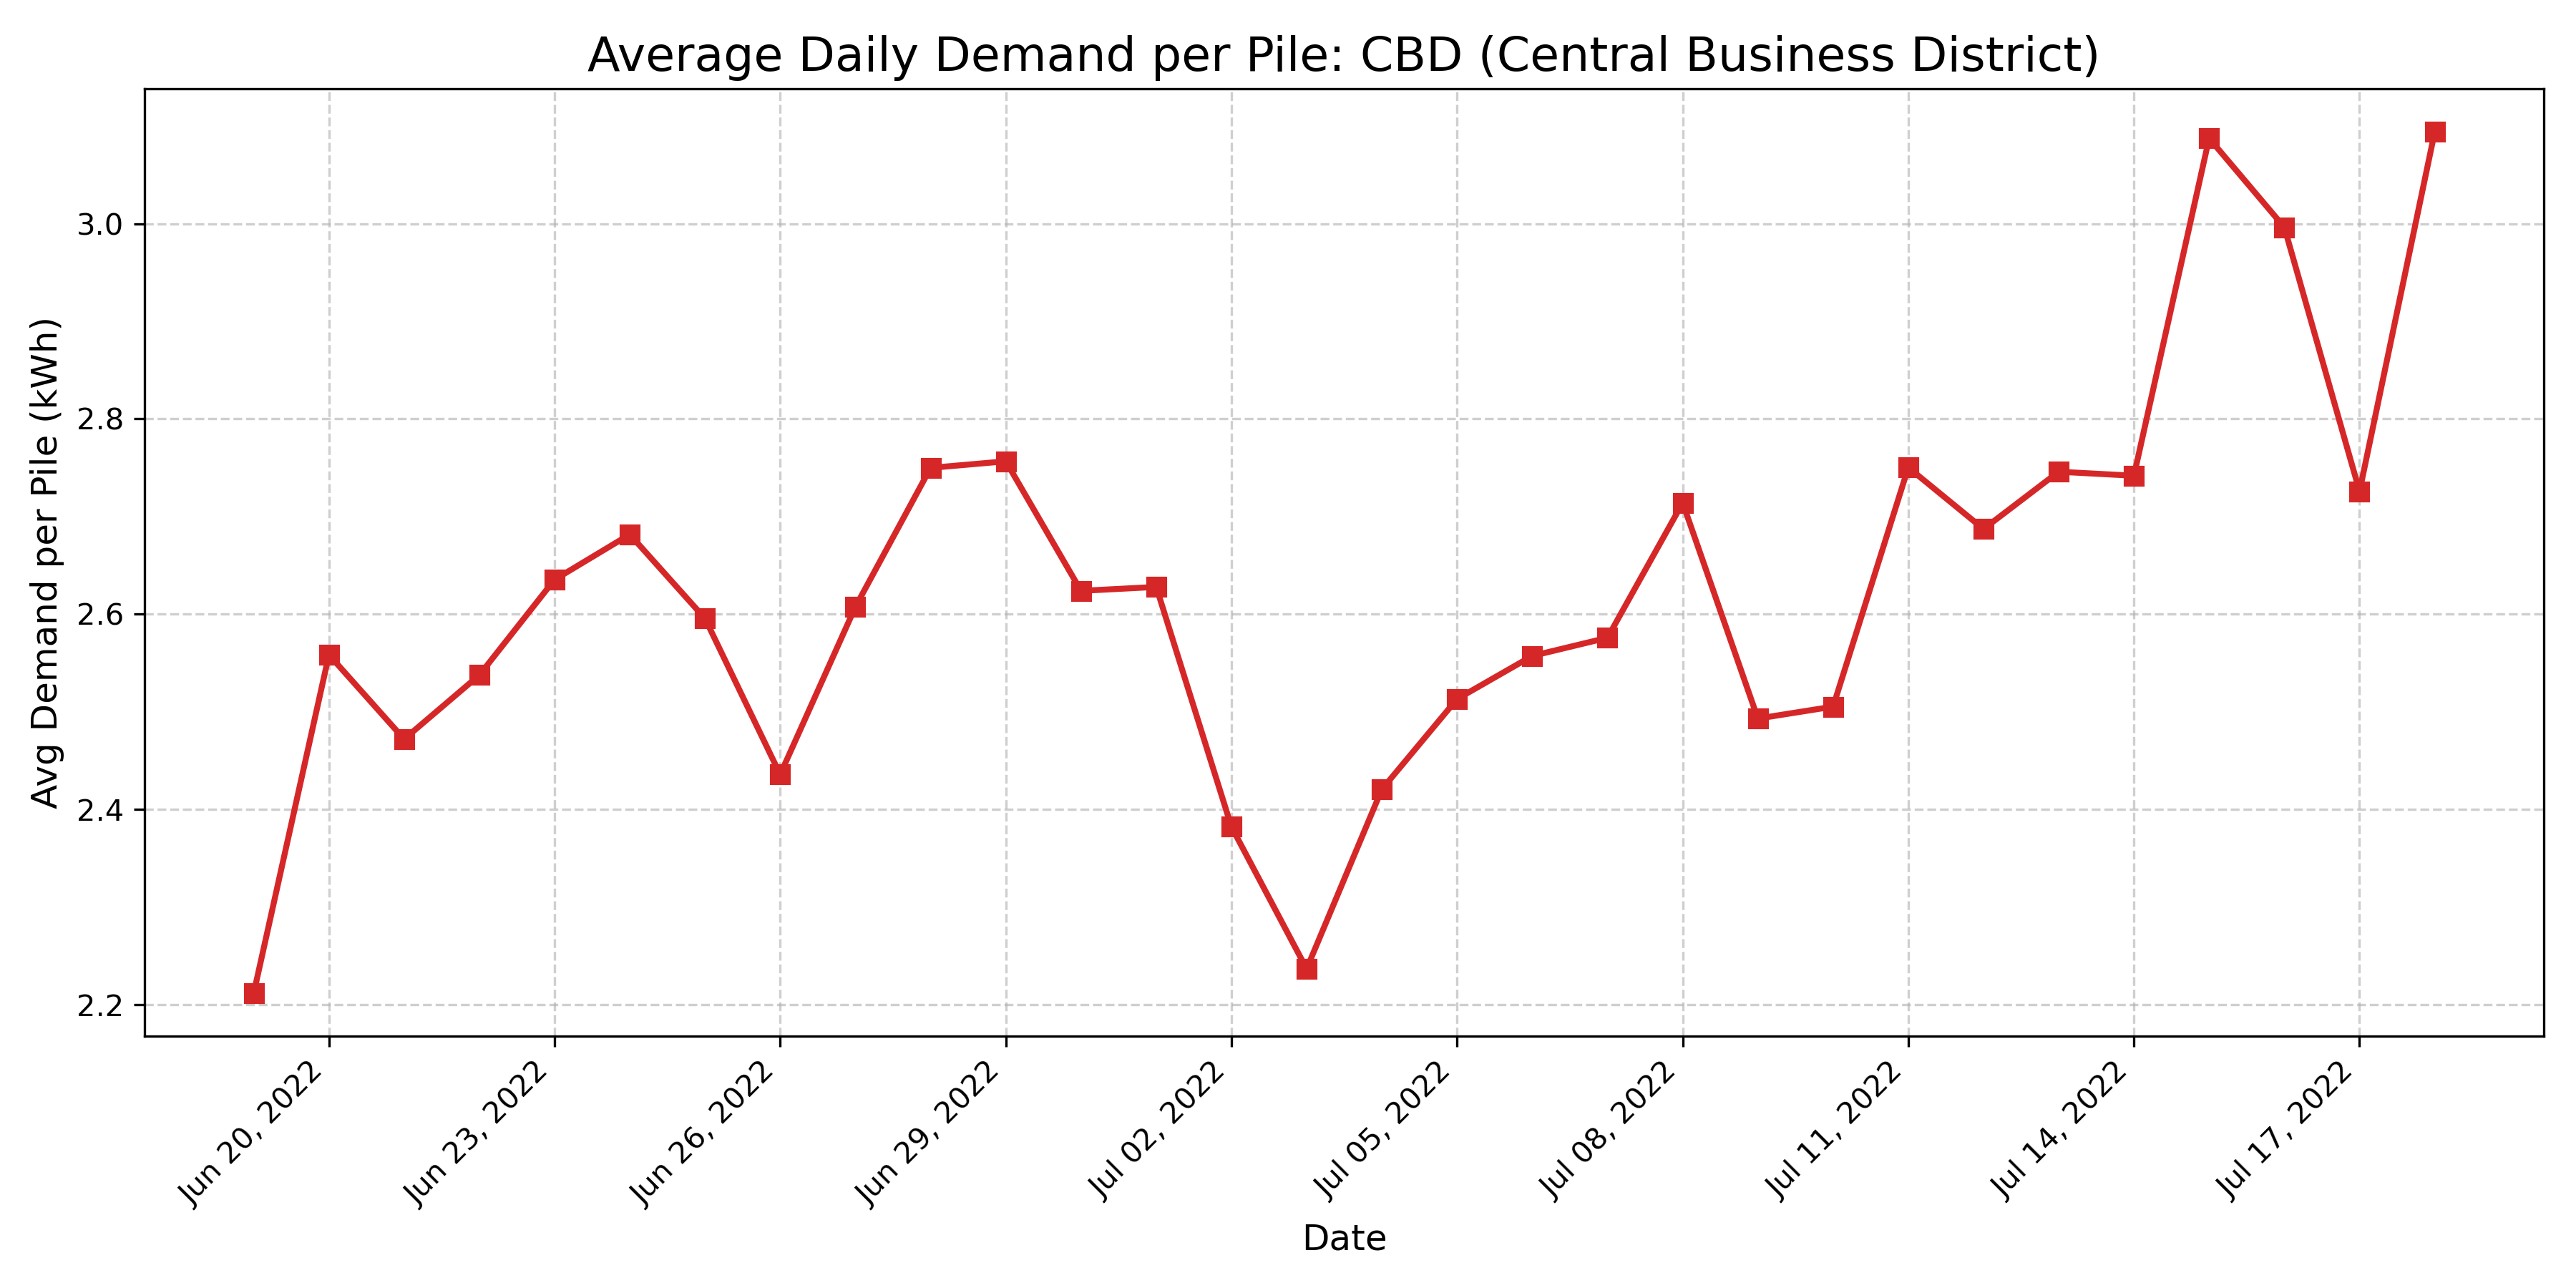 Average Daily Demand per Pile: CBD (Central Business District)
Avg Demand per Pile (kWh)
3.0
2.8
2.6
2.4
2.2
Jun 20, 2022
Jun 23, 2022
Jun 26, 2022
Jun 29, 2022
Jul 02, 2022
Jul 05, 2022
Jul 08, 2022
Jul 11, 2022
Jul 14, 2022
Jul 17, 2022
Date